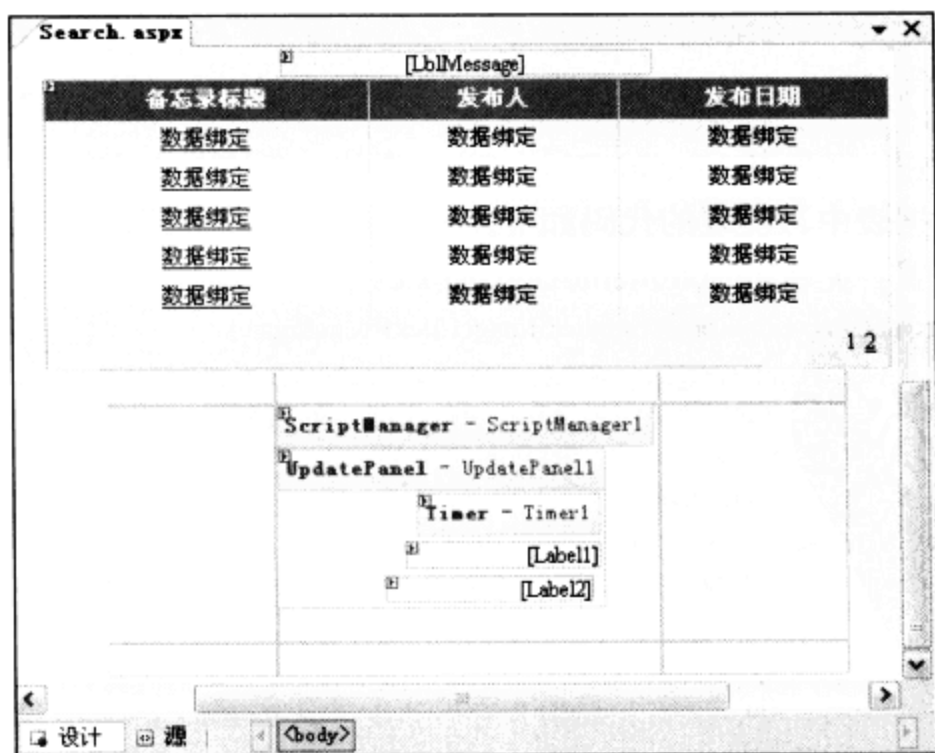 Search.aspx
[LblMessage]
备忘录标题 发布人 发布日期
数据绑定 数据绑定 数据绑定
数据绑定 数据绑定 数据绑定
数据绑定 数据绑定 数据绑定
数据绑定 数据绑定 数据绑定
数据绑定 数据绑定 数据绑定
1 2
ScriptManager - ScriptManager1
UpdatePanel - UpdatePanel1
Timer - Timer1
[Label1]
[Label2]
设计 源 <body>